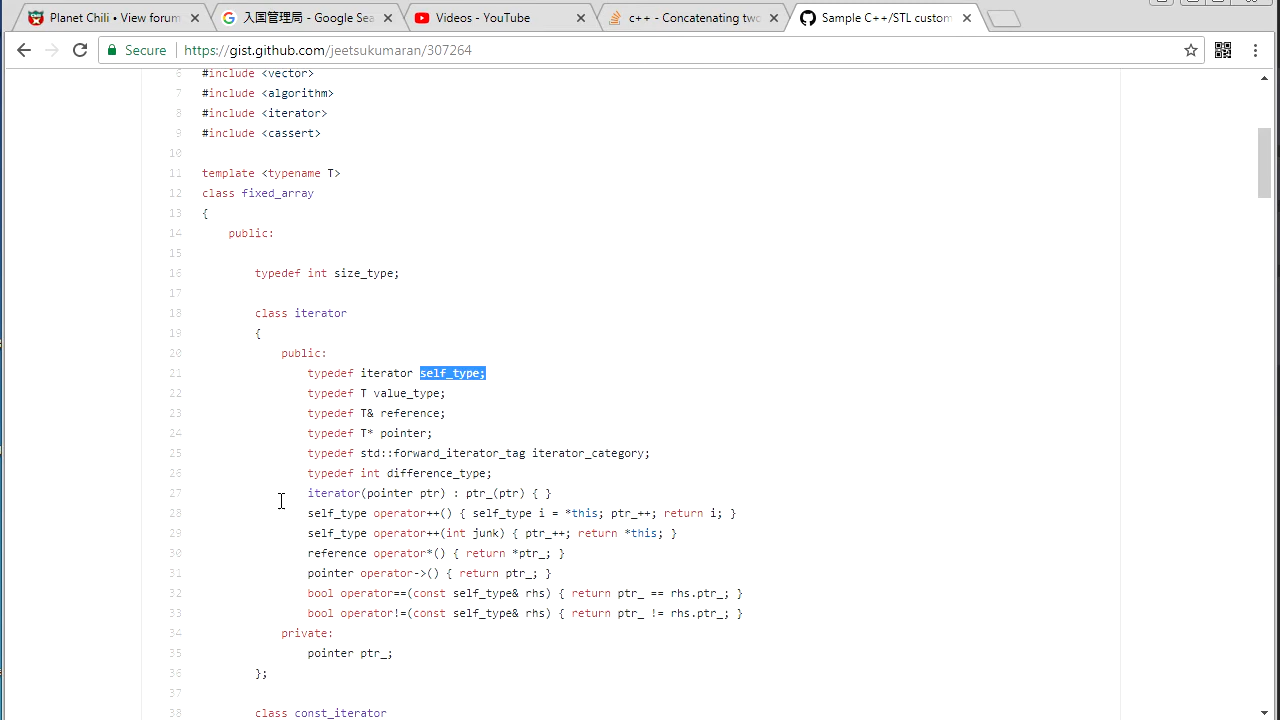 Planet Chili • View forum
入国管理局 - Google Sea
Videos - YouTube
c++ - Concatenating two
Sample C++/STL custom
Secure
https://gist.github.com/jeetsukumaran/307264
6 #include <vector>
7 #include <algorithm>
8 #include <iterator>
9 #include <cassert>
10
11 template <typename T>
12 class fixed_array
13 {
14 public:
15
16 typedef int size_type;
17
18 class iterator
19 {
20 public:
21 typedef iterator self_type;
22 typedef T value_type;
23 typedef T& reference;
24 typedef T* pointer;
25 typedef std::forward_iterator_tag iterator_category;
26 typedef int difference_type;
27 iterator(pointer ptr) : ptr_(ptr) { }
28 self_type operator++() { self_type i = *this; ptr_++; return i; }
29 self_type operator++(int junk) { ptr_++; return *this; }
30 reference operator*() { return *ptr_; }
31 pointer operator->() { return ptr_; }
32 bool operator==(const self_type& rhs) { return ptr_ == rhs.ptr_; }
33 bool operator!=(const self_type& rhs) { return ptr_ != rhs.ptr_; }
34 private:
35 pointer ptr_;
36 };
37
38 class const_iterator